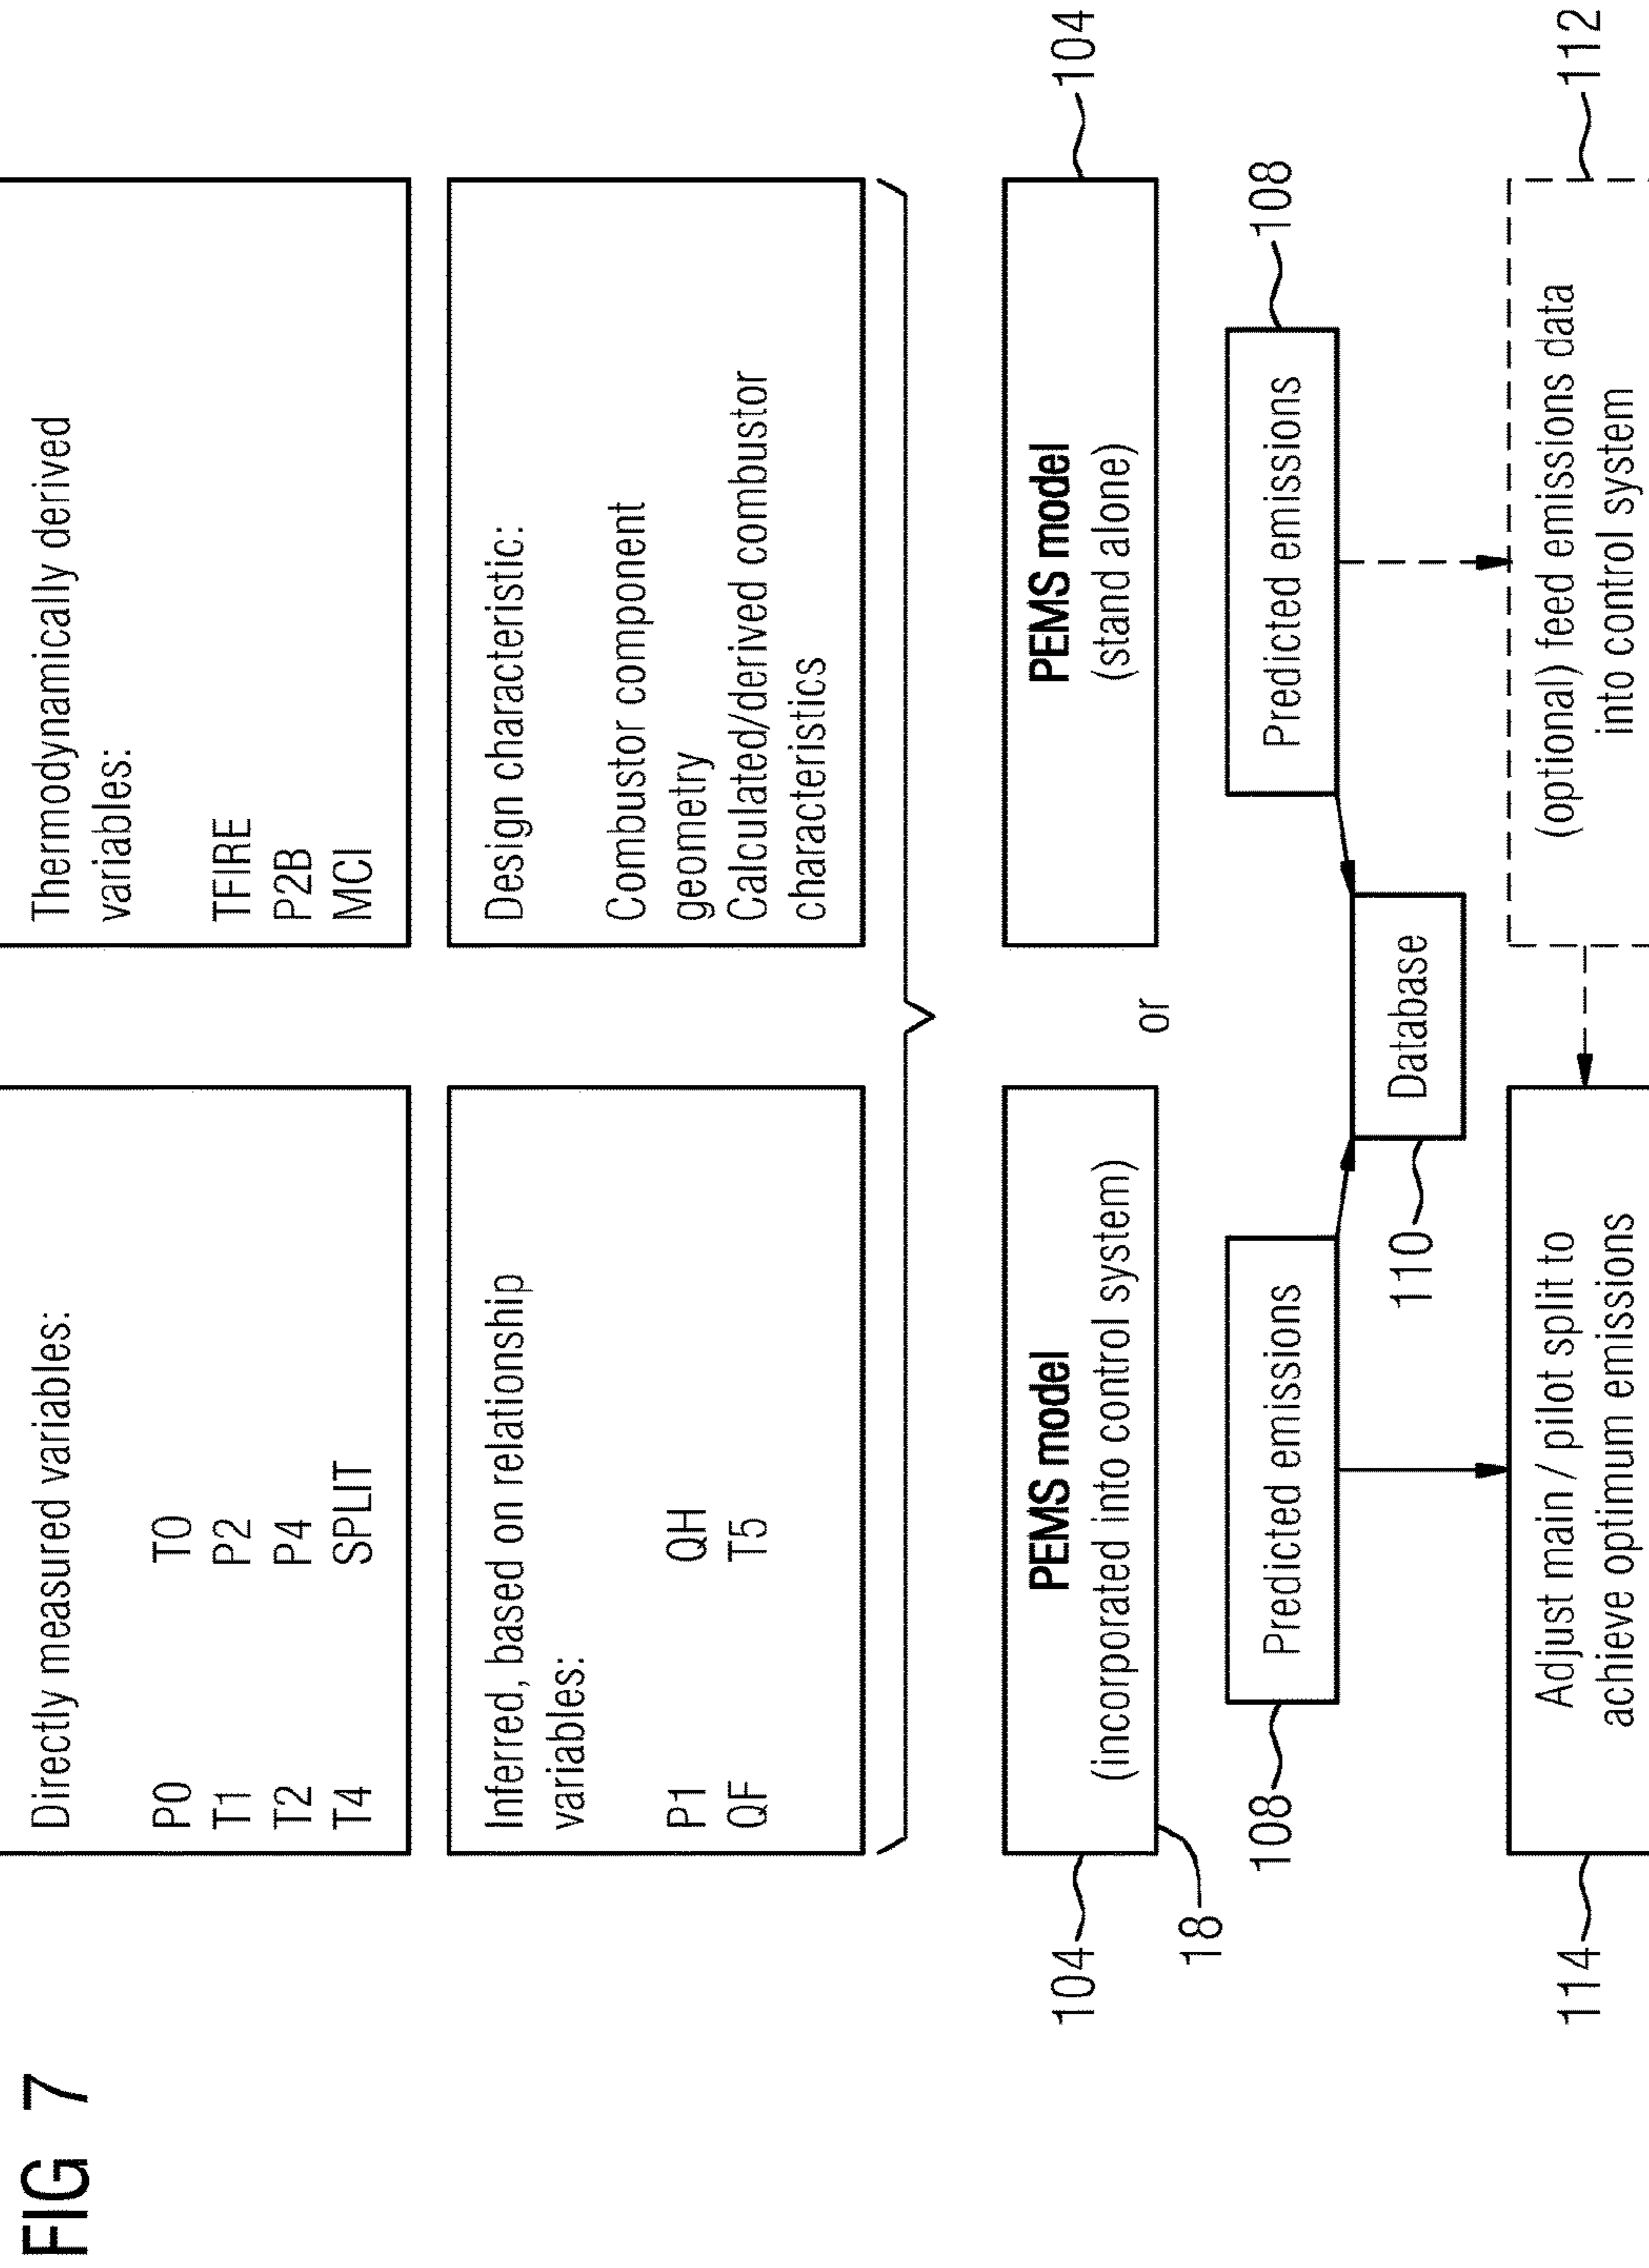 FIG 7
Directly measured variables:
P0 T0
T1 P2
T2 P4
T4 SPLIT
Thermodynamically derived
variables:
TFIRE
P2B
MCI
Inferred, based on relationship
variables:
P1 QH
QF T5
Design characteristic:
Combustor component
geometry
Calculated/derived combustor
characteristics
104
PEMS model
(incorporated into control system)
18
or
PEMS model
(stand alone)
104
108
Predicted emissions
Predicted emissions
108
110
Database
114
Adjust main / pilot split to
achieve optimum emissions
(optional) feed emissions data
into control system
112